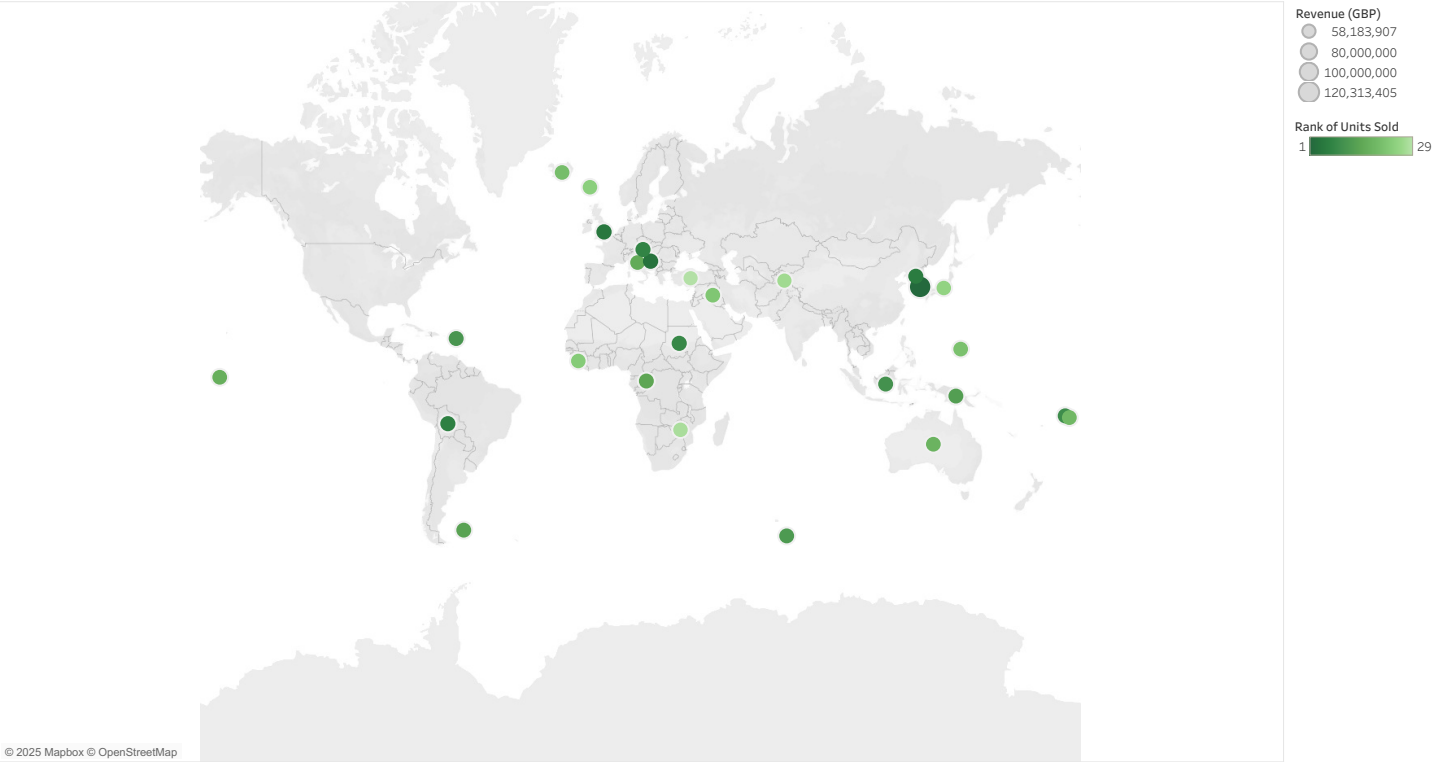 Revenue (GBP)
58,183,907
80,000,000
100,000,000
120,313,405
Rank of Units Sold
1 29
© 2025 Mapbox © OpenStreetMap